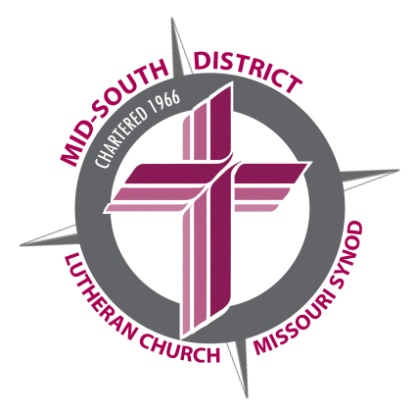 MID-SOUTH DISTRICT
CHARTERED 1966
LUTHERAN CHURCH MISSOURI SYNOD